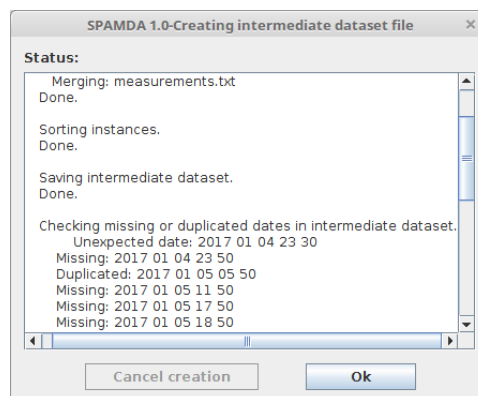 SPAMDA 1.0-Creating intermediate dataset file
Status:
Merging: measurements.txt
Done.
Sorting instances.
Done.
Saving intermediate dataset.
Done.
Checking missing or duplicated dates in intermediate dataset.
Unexpected date: 2017 01 04 23 30
Missing: 2017 01 04 23 50
Duplicated: 2017 01 05 05 50
Missing: 2017 01 05 11 50
Missing: 2017 01 05 17 50
Missing: 2017 01 05 18 50
Cancel creation
Ok